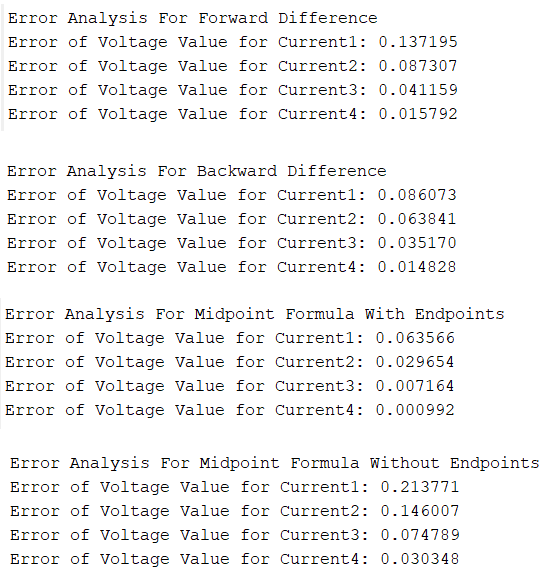 Error Analysis For Forward Difference
Error of Voltage Value for Current1: 0.137195
Error of Voltage Value for Current2: 0.087307
Error of Voltage Value for Current3: 0.041159
Error of Voltage Value for Current4: 0.015792
Error Analysis For Backward Difference
Error of Voltage Value for Current1: 0.086073
Error of Voltage Value for Current2: 0.063841
Error of Voltage Value for Current3: 0.035170
Error of Voltage Value for Current4: 0.014828
Error Analysis For Midpoint Formula With Endpoints
Error of Voltage Value for Current1: 0.063566
Error of Voltage Value for Current2: 0.029654
Error of Voltage Value for Current3: 0.007164
Error of Voltage Value for Current4: 0.000992
Error Analysis For Midpoint Formula Without Endpoints
Error of Voltage Value for Current1: 0.213771
Error of Voltage Value for Current2: 0.146007
Error of Voltage Value for Current3: 0.074789
Error of Voltage Value for Current4: 0.030348